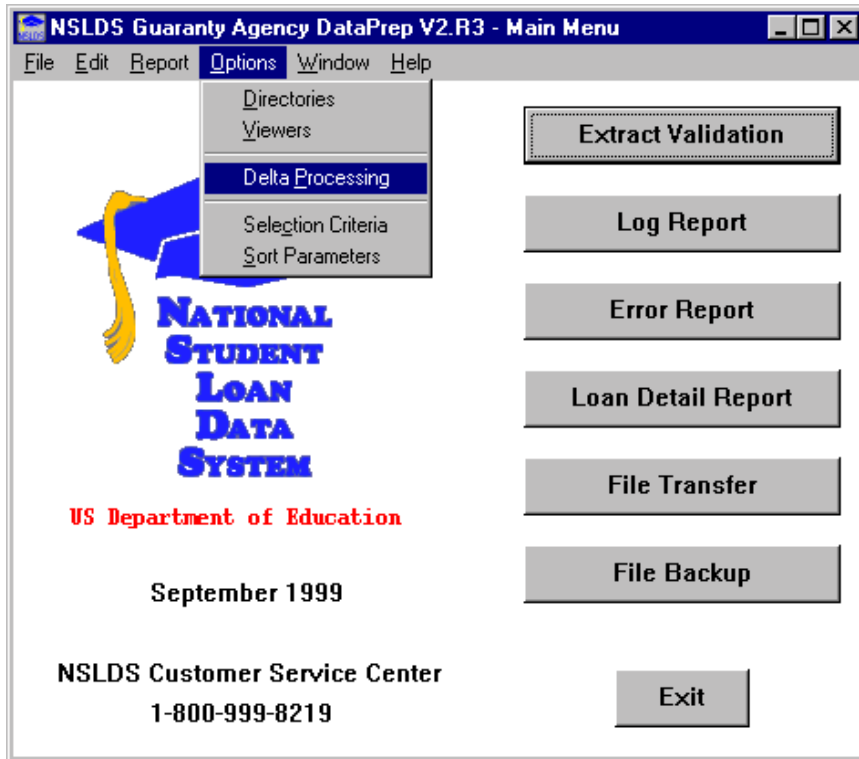 NSLDS Guaranty Agency DataPrep V2.R3 - Main Menu
File Edit Report Options Window Help
Directories
Viewers
Delta Processing
Selection Criteria
Sort Parameters
NATIONAL
STUDENT
LOAN
DATA
SYSTEM
US Department of Education
September 1999
NSLDS Customer Service Center
1-800-999-8219
Extract Validation
Log Report
Error Report
Loan Detail Report
File Transfer
File Backup
Exit